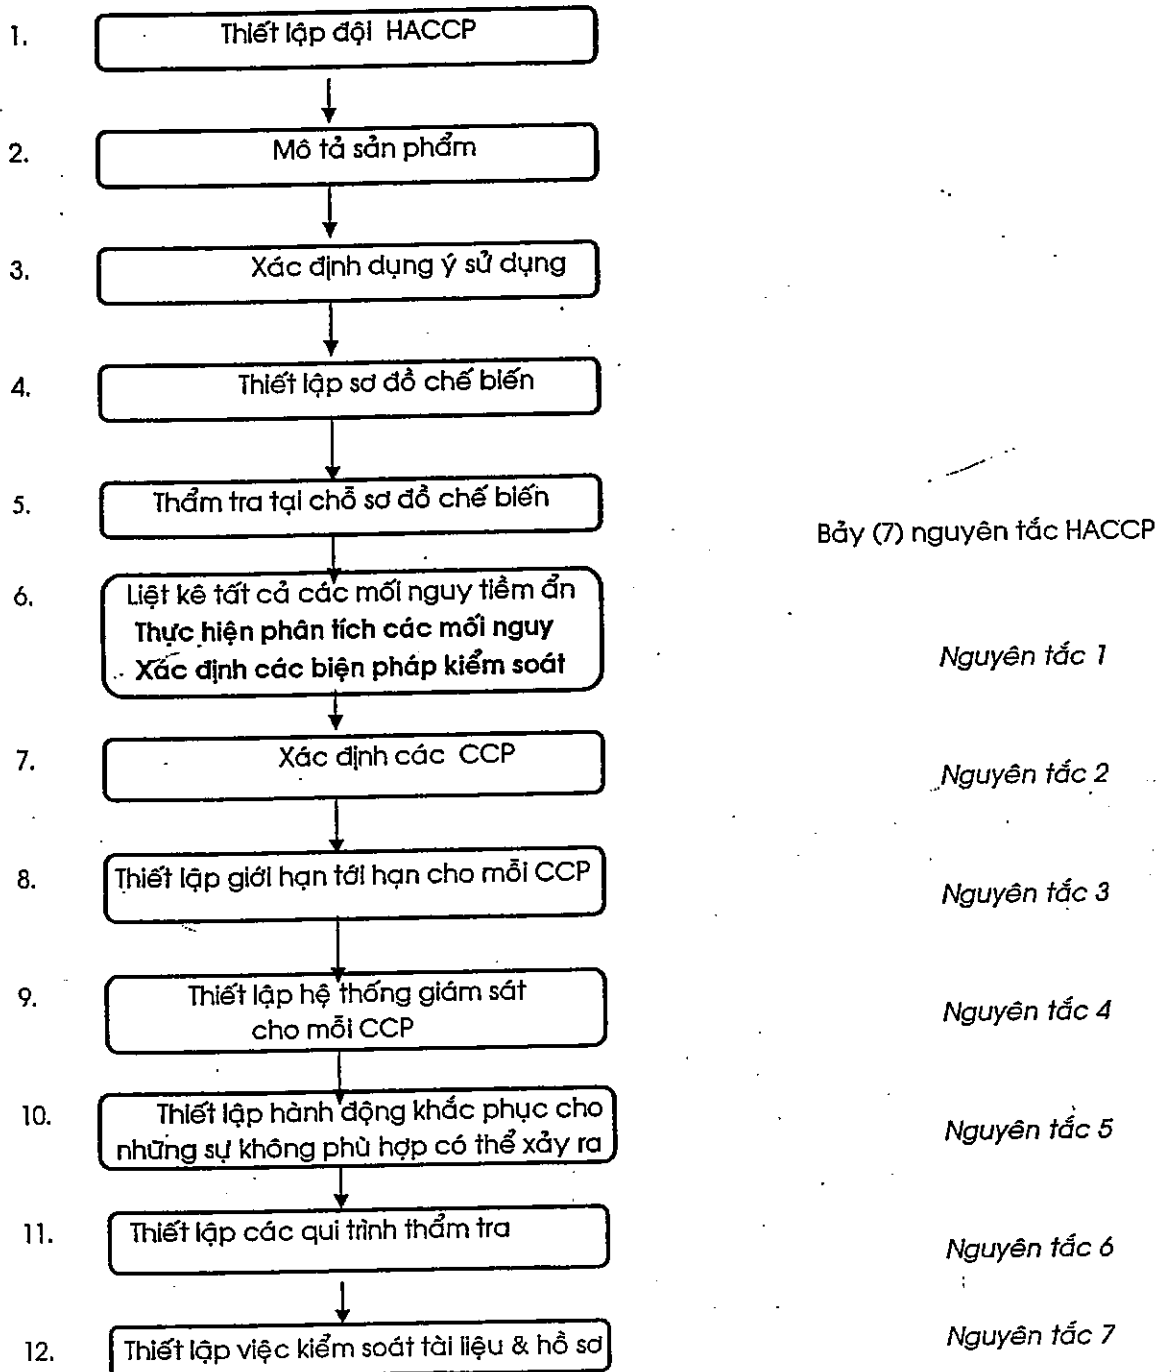 1. Thiết lập đội HACCP
2. Mô tả sản phẩm
3. Xác định dụng ý sử dụng
4. Thiết lập sơ đồ chế biến
5. Thẩm tra tại chỗ sơ đồ chế biến
Bảy (7) nguyên tắc HACCP
6. Liệt kê tất cả các mối nguy tiềm ẩn
Thực hiện phân tích các mối nguy
Xác định các biện pháp kiểm soát
Nguyên tắc 1
7. Xác định các CCP
Nguyên tắc 2
8. Thiết lập giới hạn tới hạn cho mỗi CCP
Nguyên tắc 3
9. Thiết lập hệ thống giám sát
cho mỗi CCP
Nguyên tắc 4
10. Thiết lập hành động khắc phục cho
những sự không phù hợp có thể xảy ra
Nguyên tắc 5
11. Thiết lập các qui trình thẩm tra
Nguyên tắc 6
12. Thiết lập việc kiểm soát tài liệu & hồ sơ
Nguyên tắc 7